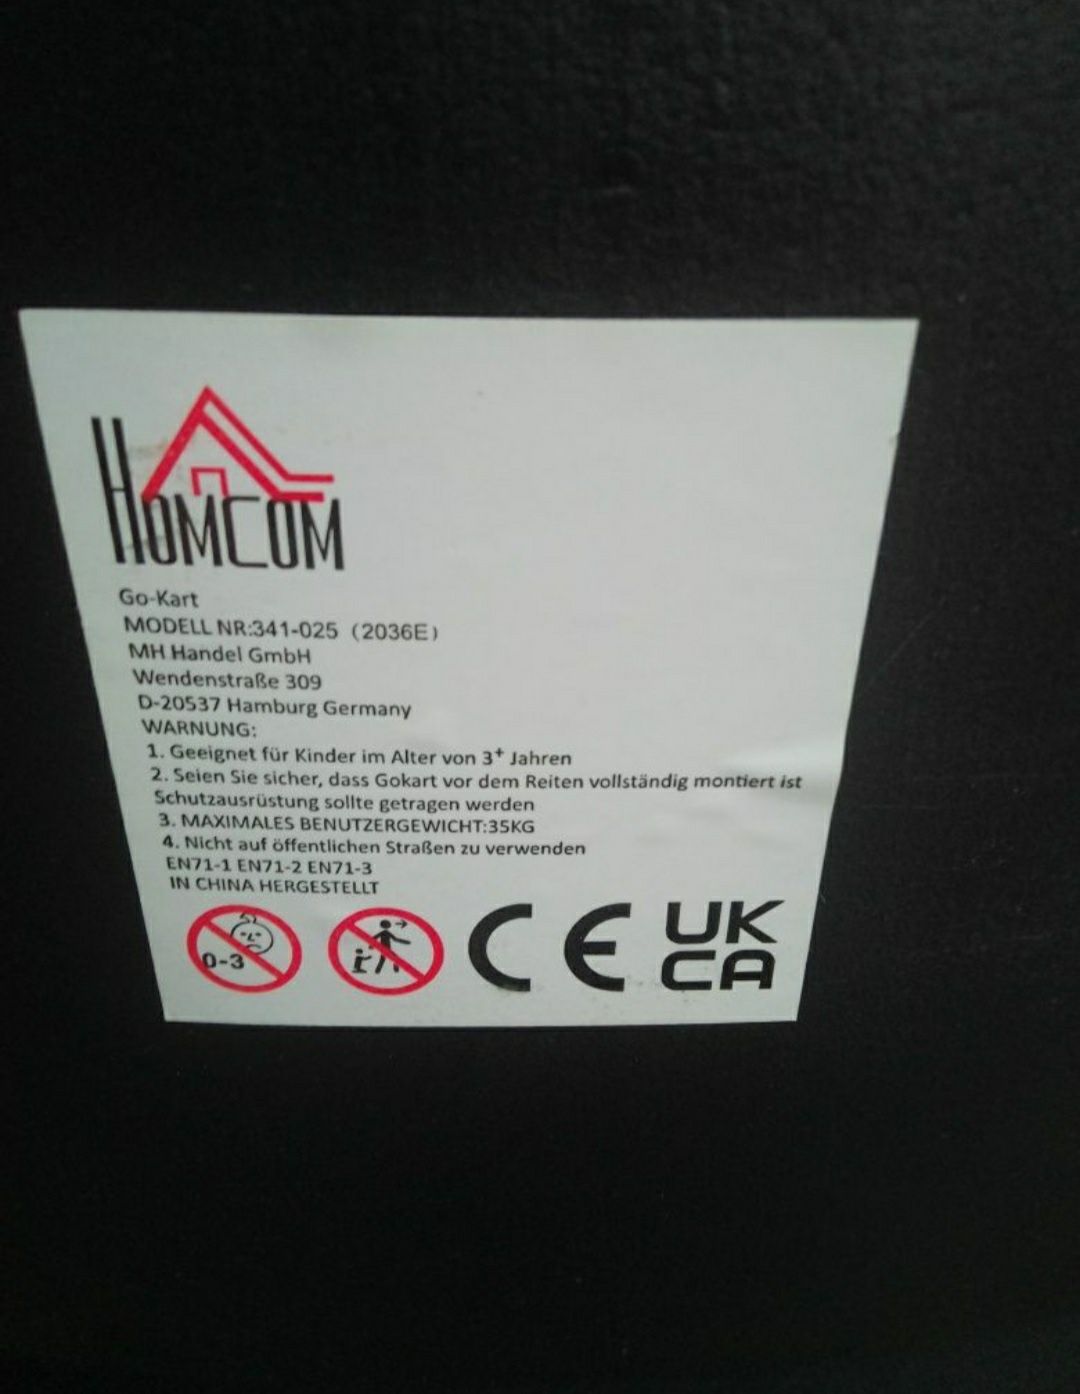 HOMCOM
Go-Kart
MODELL NR:341-025 (2036E)
MH Handel GmbH
Wendenstraße 309
D-20537 Hamburg Germany
WARNUNG:
1. Geeignet für Kinder im Alter von 3⁺ Jahren
2. Seien Sie sicher, dass Gokart vor dem Reiten vollständig montiert ist
Schutzausrüstung sollte getragen werden
3. MAXIMALES BENUTZERGEWICHT:35KG
4. Nicht auf öffentlichen Straßen zu verwenden
EN71-1 EN71-2 EN71-3
IN CHINA HERGESTELLT
0-3
CE
UK
CA